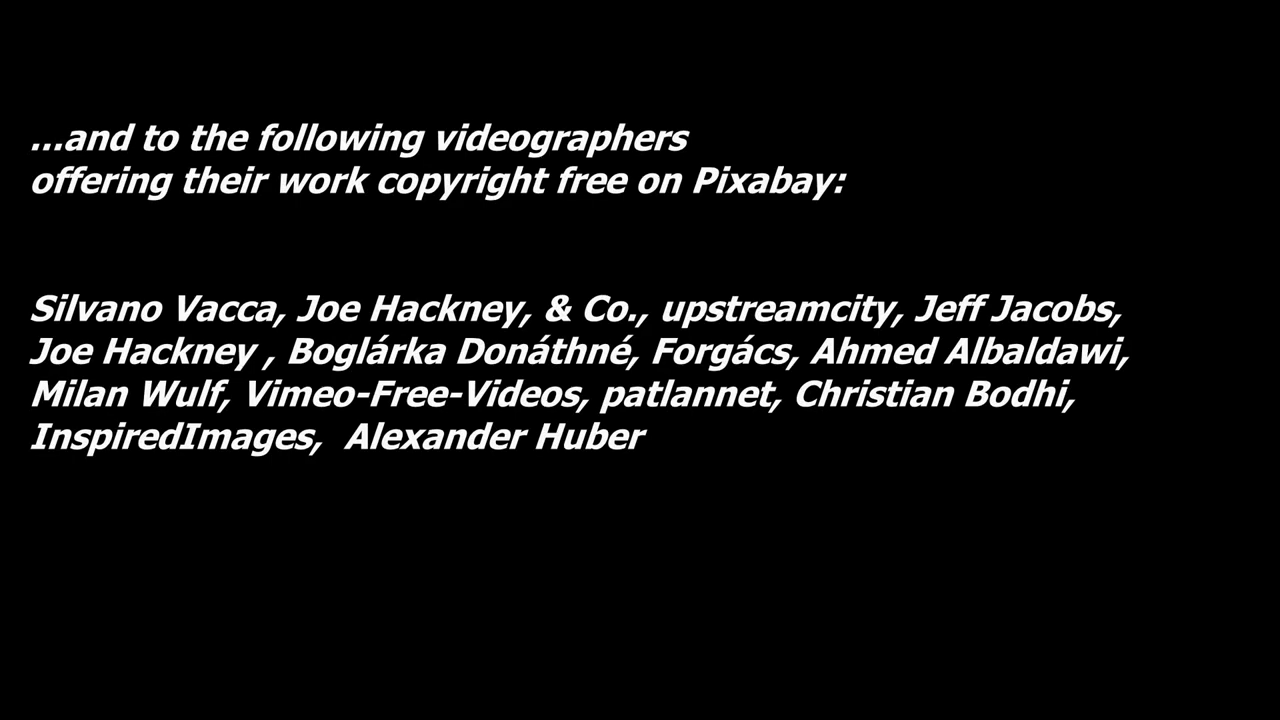 ...and to the following videographers
offering their work copyright free on Pixabay:
Silvano Vacca, Joe Hackney, & Co., upstreamcity, Jeff Jacobs,
Joe Hackney , Boglárka Donáthné, Forgács, Ahmed Albaldawi,
Milan Wulf, Vimeo-Free-Videos, patlannet, Christian Bodhi,
InspiredImages,  Alexander Huber